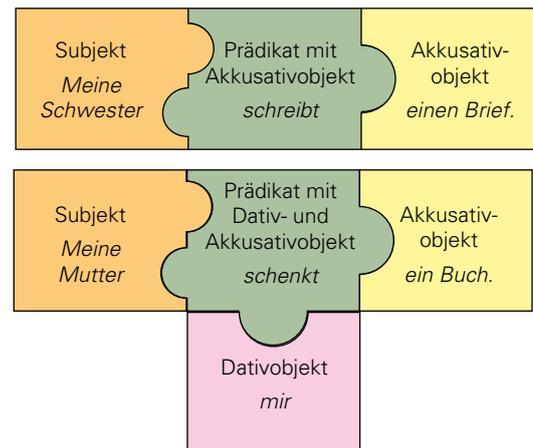 Subjekt
Meine
Schwester
Prädikat mit
Akkusativobjekt
schreibt
Akkusativ-
objekt
einen Brief.
Subjekt
Meine
Mutter
Prädikat mit
Dativ- und
Akkusativobjekt
schenkt
Akkusativ-
objekt
ein Buch.
Dativobjekt
mir